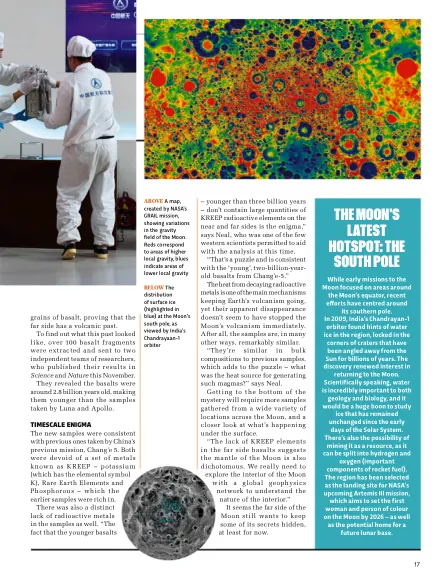 中国航天
grains of basalt, proving that the
far side has a volcanic past.
To find out what this past looked
like, over 100 basalt fragments
were extracted and sent to two
independent teams of researchers,
who published their results in
Science and Nature this November.
They revealed the basalts were
around 2.8 billion years old, making
them younger than the samples
taken by Luna and Apollo.
TIMESCALE ENIGMA
The new samples were consistent
with previous ones taken by China's
previous mission, Chang'e 5. Both
were devoid of a set of metals
known as KREEP – potassium
(which has the elemental symbol
K), Rare Earth Elements and
Phosphorous – which the
earlier samples were rich in.
There was also a distinct
lack of radioactive metals
in the samples as well. "The
fact that the younger basalts
ABOVE A map,
created by NASA's
GRAIL mission,
showing variations
in the gravity
field of the Moon.
Reds correspond
to areas of higher
local gravity, blues
indicate areas of
lower local gravity
BELOW The
distribution
of surface ice
(highlighted in
blue) at the Moon's
south pole, as
viewed by India's
Chandrayaan-1
orbiter
– younger than three billion years
– don't contain large quantities of
KREEP radioactive elements on the
near and far sides is the enigma,"
says Neal, who was one of the few
western scientists permitted to aid
with the analysis at this time.
"That's a puzzle and is consistent
with the 'young', two-billion-year-
old basalts from Chang'e-5."
The heat from decaying radioactive
metals is one of the main mechanisms
keeping Earth's volcanism going,
yet their apparent disappearance
doesn't seem to have stopped the
Moon's volcanism immediately.
After all, the samples are, in many
other ways, remarkably similar.
"They're similar in bulk
compositions to previous samples,
which adds to the puzzle – what
was the heat source for generating
such magmas?" says Neal.
Getting to the bottom of the
mystery will require more samples
gathered from a wide variety of
locations across the Moon, and a
closer look at what's happening
under the surface.
"The lack of KREEP elements
in the far side basalts suggests
the mantle of the Moon is also
dichotomous. We really need to
explore the interior of the Moon
with a global geophysics
network to understand the
nature of the interior."
It seems the far side of the
Moon still wants to keep
some of its secrets hidden,
at least for now.
THE MOON'S
LATEST
HOTSPOT: THE
SOUTH POLE
While early missions to the
Moon focused on areas around
the Moon's equator, recent
efforts have centred around
its southern pole.
In 2009, India's Chandrayan-1
orbiter found hints of water
ice in the region, locked in the
corners of craters that have
been angled away from the
Sun for billions of years. The
discovery renewed interest in
returning to the Moon.
Scientifically speaking, water
is incredibly important to both
geology and biology, and it
would be a huge boon to study
ice that has remained
unchanged since the early
days of the Solar System.
There's also the possibility of
mining it as a resource, as it
can be split into hydrogen and
oxygen (important
components of rocket fuel).
The region has been selected
as the landing site for NASA's
upcoming Artemis III mission,
which aims to set the first
woman and person of colour
on the Moon by 2026 – as well
as the potential home for a
future lunar base.
17